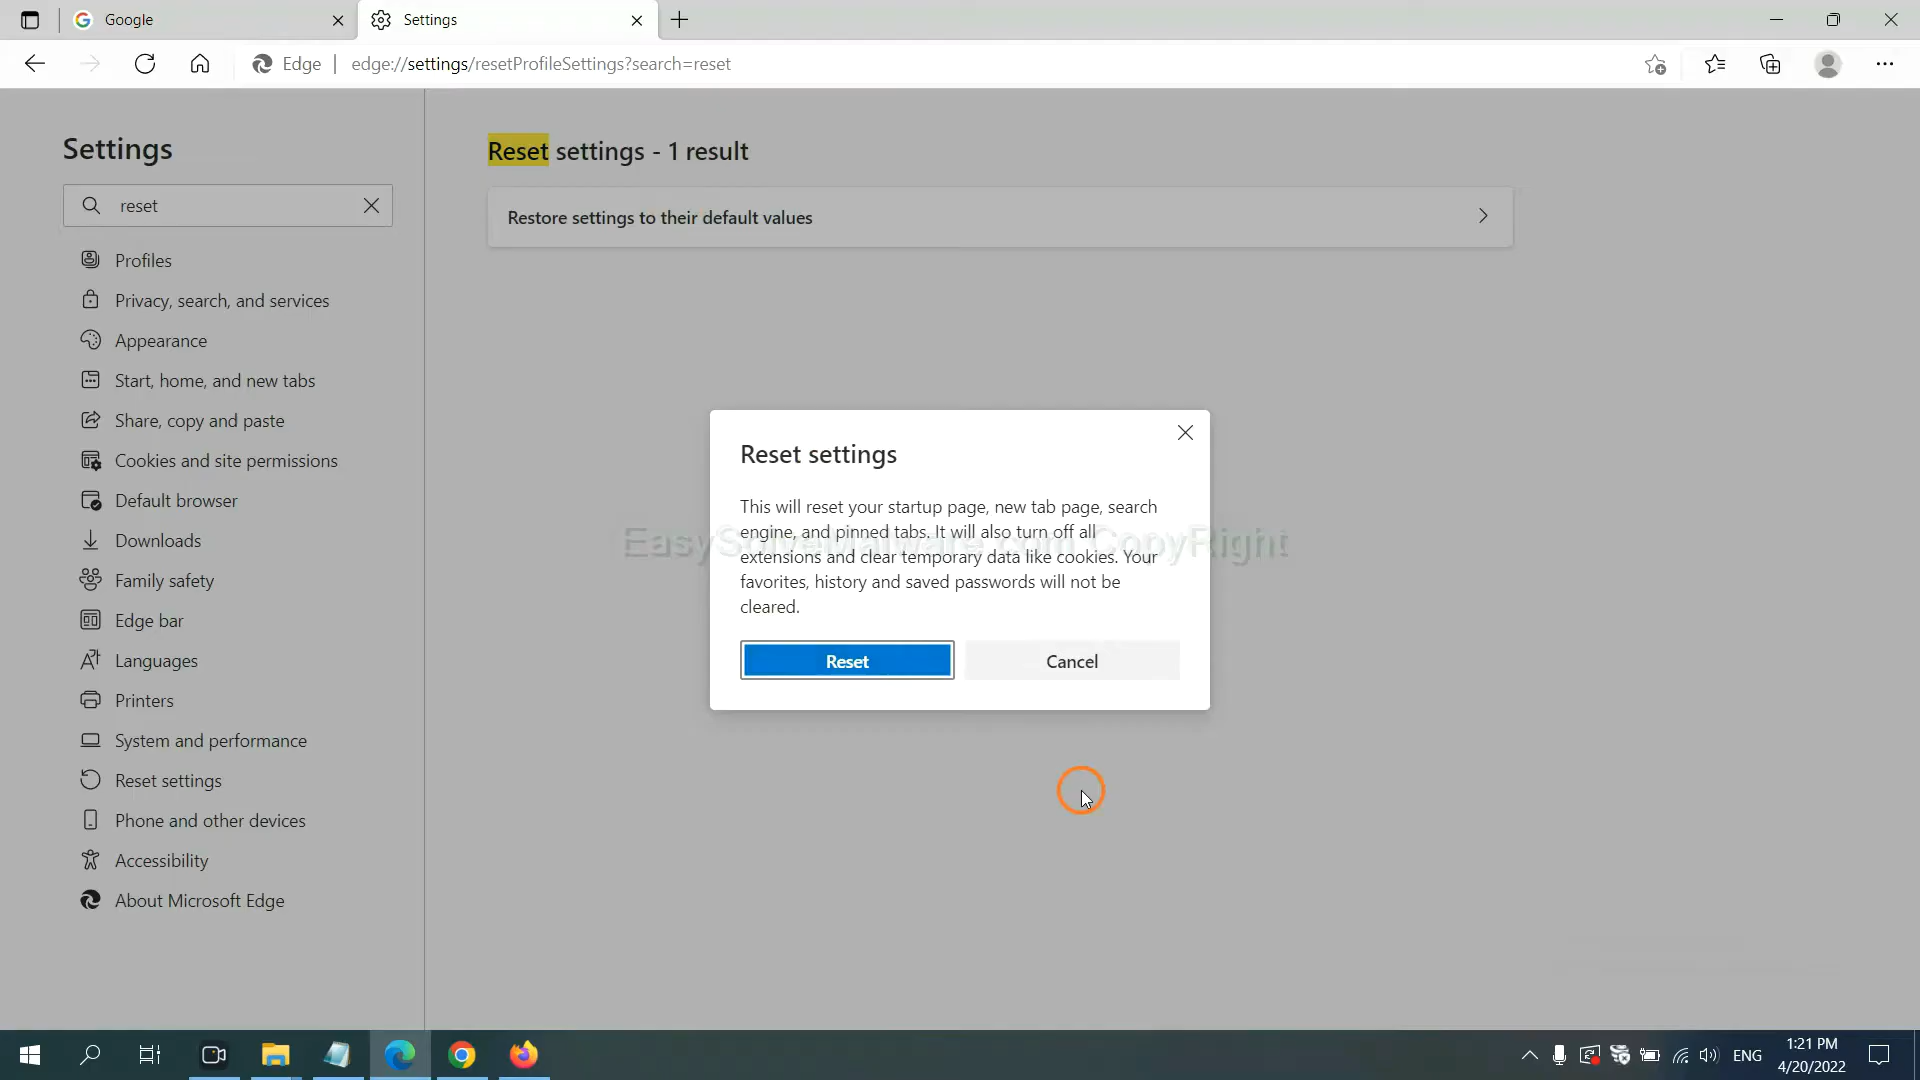 Google
Settings
Edge
edge://settings/resetProfileSettings?search=reset
Settings
reset
Profiles
Privacy, search, and services
Appearance
Start, home, and new tabs
Share, copy and paste
Cookies and site permissions
Default browser
Downloads
Family safety
Edge bar
Languages
Printers
System and performance
Reset settings
Phone and other devices
Accessibility
About Microsoft Edge
Reset settings - 1 result
Restore settings to their default values
Reset settings
This will reset your startup page, new tab page, search
engine, and pinned tabs. It will also turn off all
extensions and clear temporary data like cookies. Your
favorites, history and saved passwords will not be
cleared.
EasySolveMalware.com CopyRight
Reset
Cancel
ENG
1:21 PM
4/20/2022